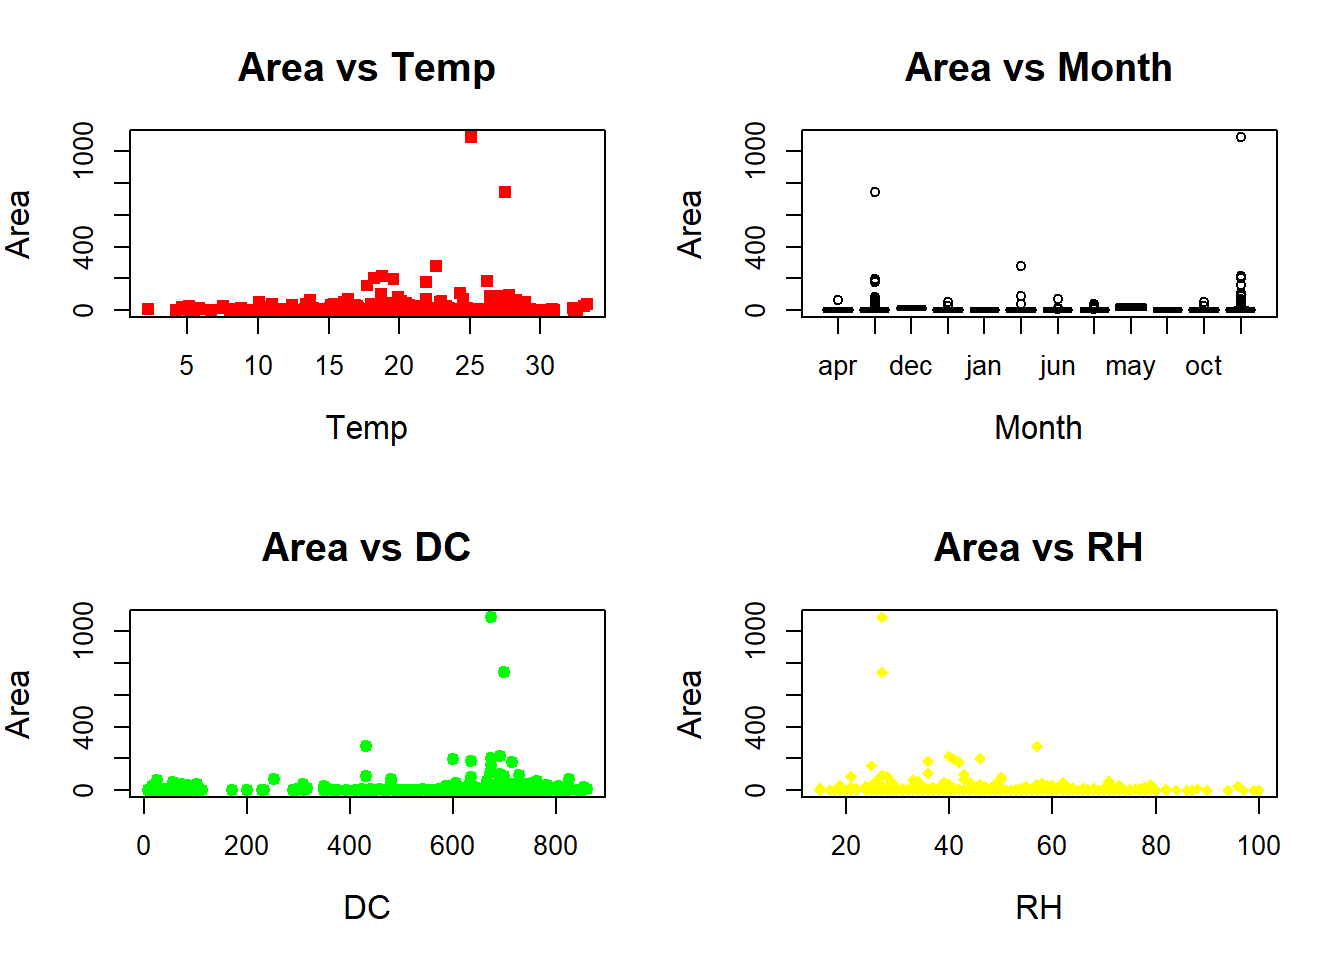 Area vs Temp
Area
1000
400
0
5 10 15 20 25 30
Temp
Area vs Month
Area
1000
400
0
apr dec jan jun may oct
Month
Area vs DC
Area
1000
400
0
0 200 400 600 800
DC
Area vs RH
Area
1000
400
0
20 40 60 80 100
RH